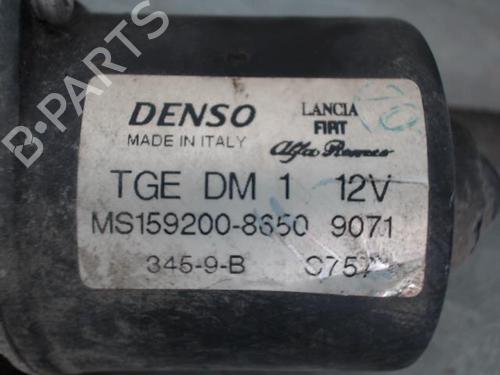 B-PARTS
DENSO
MADE IN ITALY
LANCIA
FIAT
Alfa Romeo
TGE DM 1 12V
MS159200-8650 9071
345-9-B